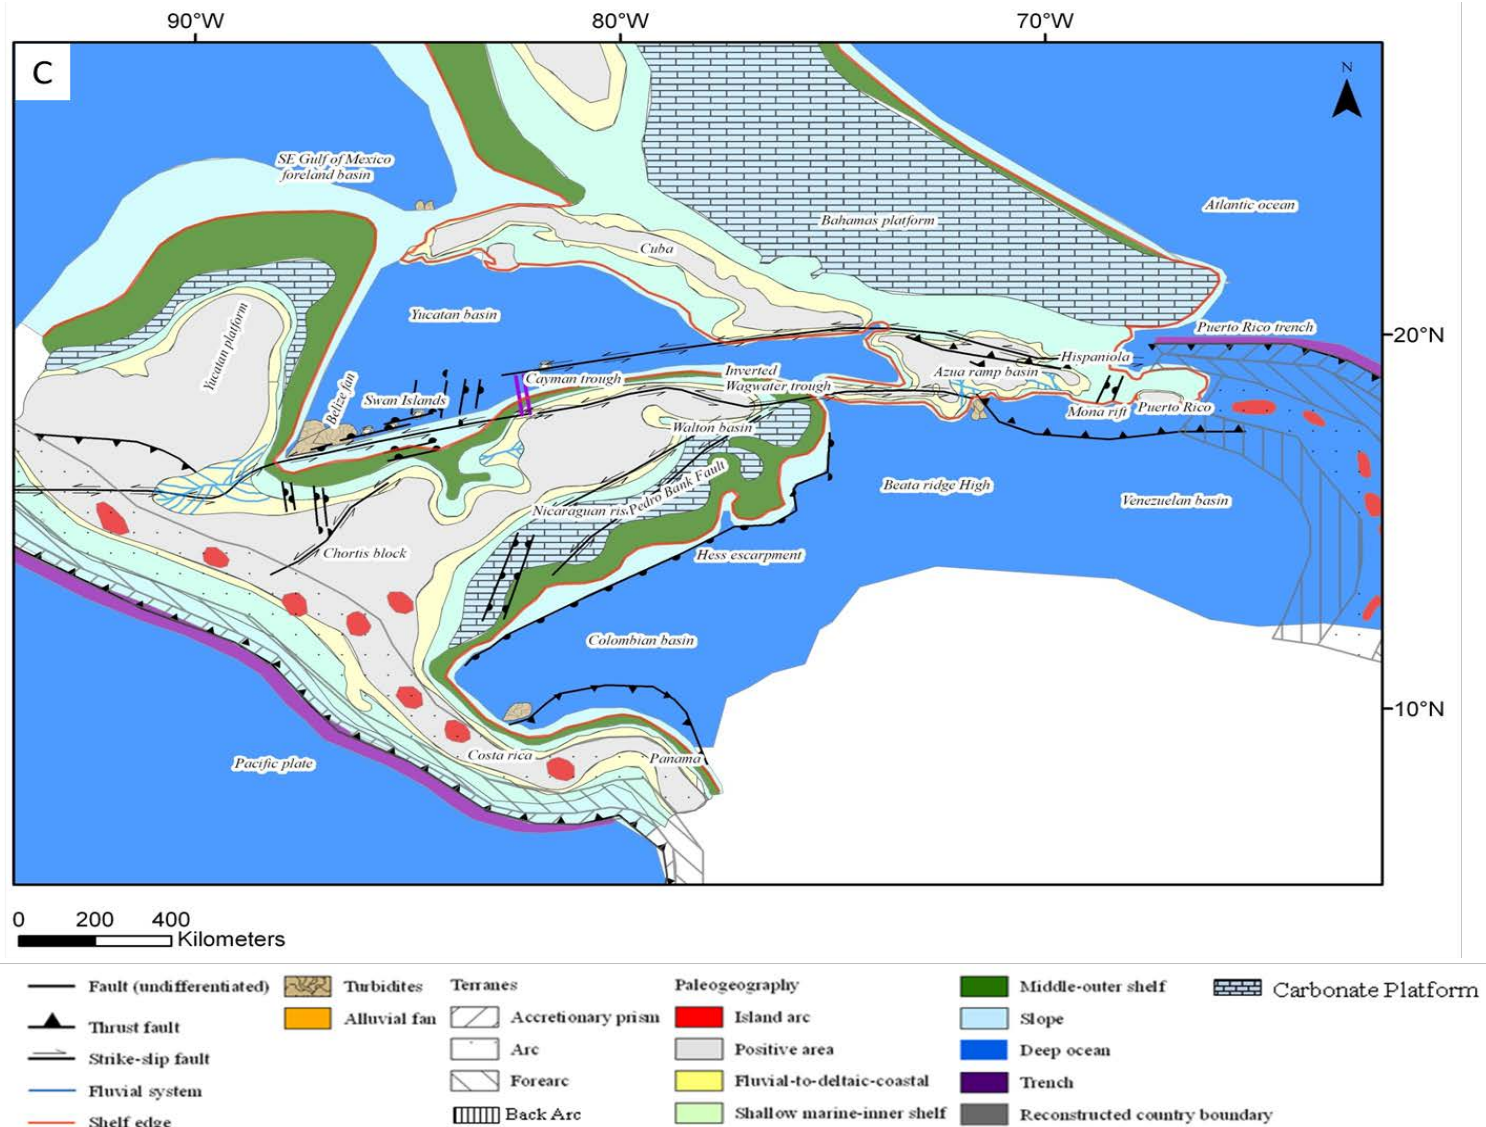 90°W 80°W 70°W
C
N
SE Gulf of Mexico
foreland basin
Atlantic ocean
Bahamas platform
Cuba
Yucatan basin
Yucatan platform
Puerto Rico trench
20°N
Hispaniola
Inverted
Wagwater trough
Azua ramp basin
Cayman trough
Belize fan
Swan Islands
Mona rift
Puerto Rico
Walton basin
Pedro Bank Fault
Beata ridge High
Venezuelan basin
Chortis block
Hess escarpment
Colombian basin
10°N
Costa rica
Panama
Pacific plate
0 200 400
Kilometers
Fault (undifferentiated)
Thrust fault
Strike-slip fault
Fluvial system
Shelf edge
Turbidites
Alluvial fan
Terranes
Accretionary prism
Arc
Forearc
Back Arc
Paleogeography
Island arc
Positive area
Fluvial-to-deltaic-coastal
Shallow marine-inner shelf
Middle-outer shelf
Slope
Deep ocean
Trench
Reconstructed country boundary
Carbonate Platform